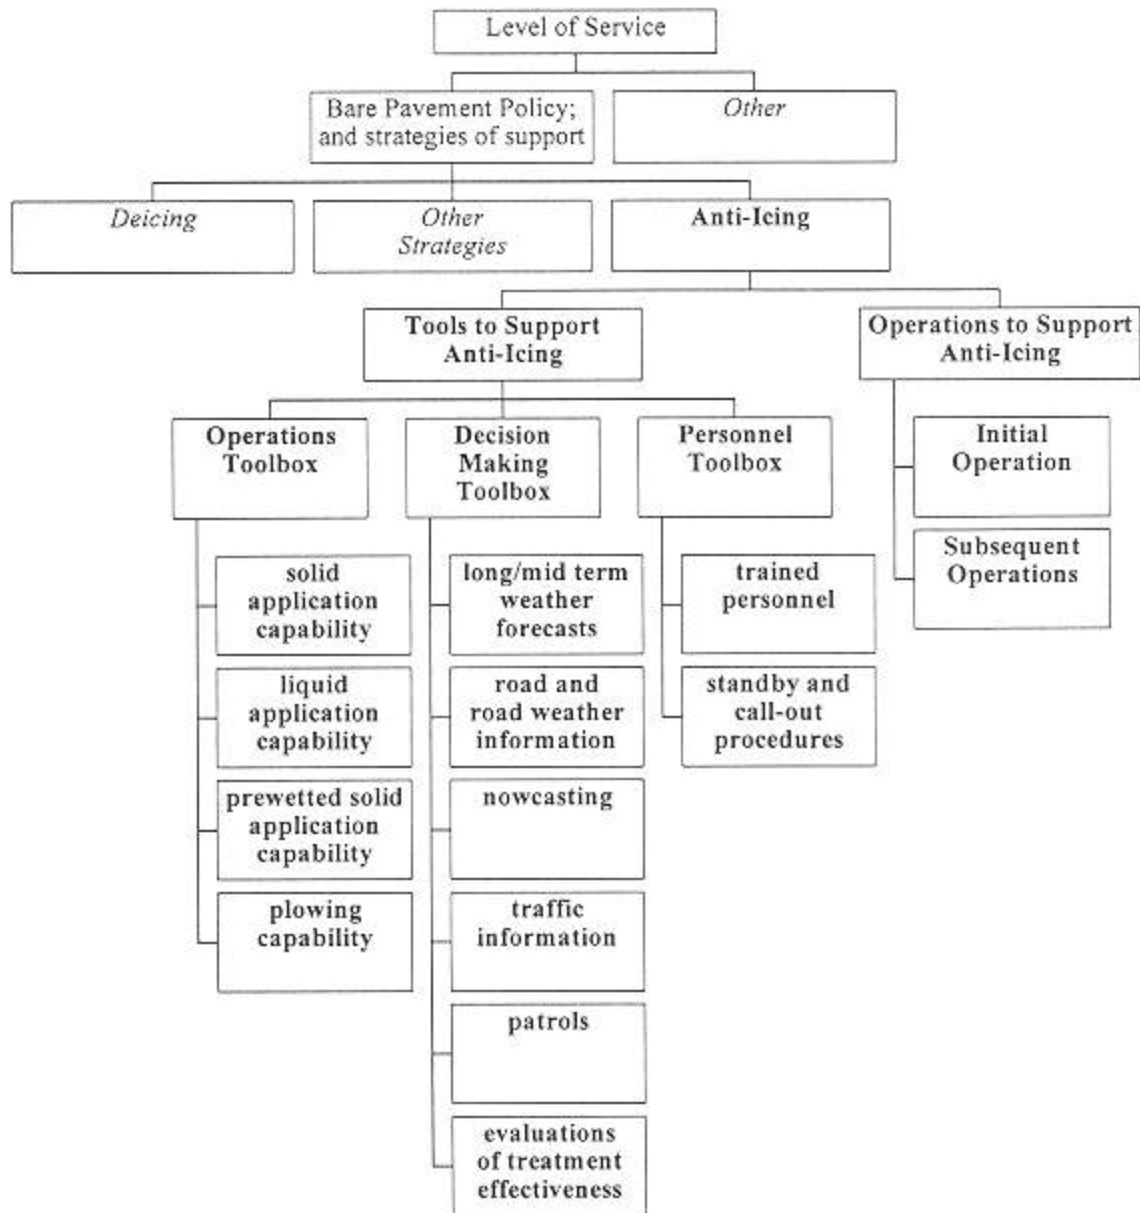 Level of Service
Bare Pavement Policy;
and strategies of support
Other
Deicing
Other
Strategies
Anti-Icing
Tools to Support
Anti-Icing
Operations to Support
Anti-Icing
Operations
Toolbox
Decision
Making
Toolbox
Personnel
Toolbox
Initial
Operation
Subsequent
Operations
solid
application
capability
liquid
application
capability
prewetted solid
application
capability
plowing
capability
long/mid term
weather
forecasts
road and
road weather
information
nowcasting
traffic
information
patrols
evaluations
of treatment
effectiveness
trained
personnel
standby and
call-out
procedures